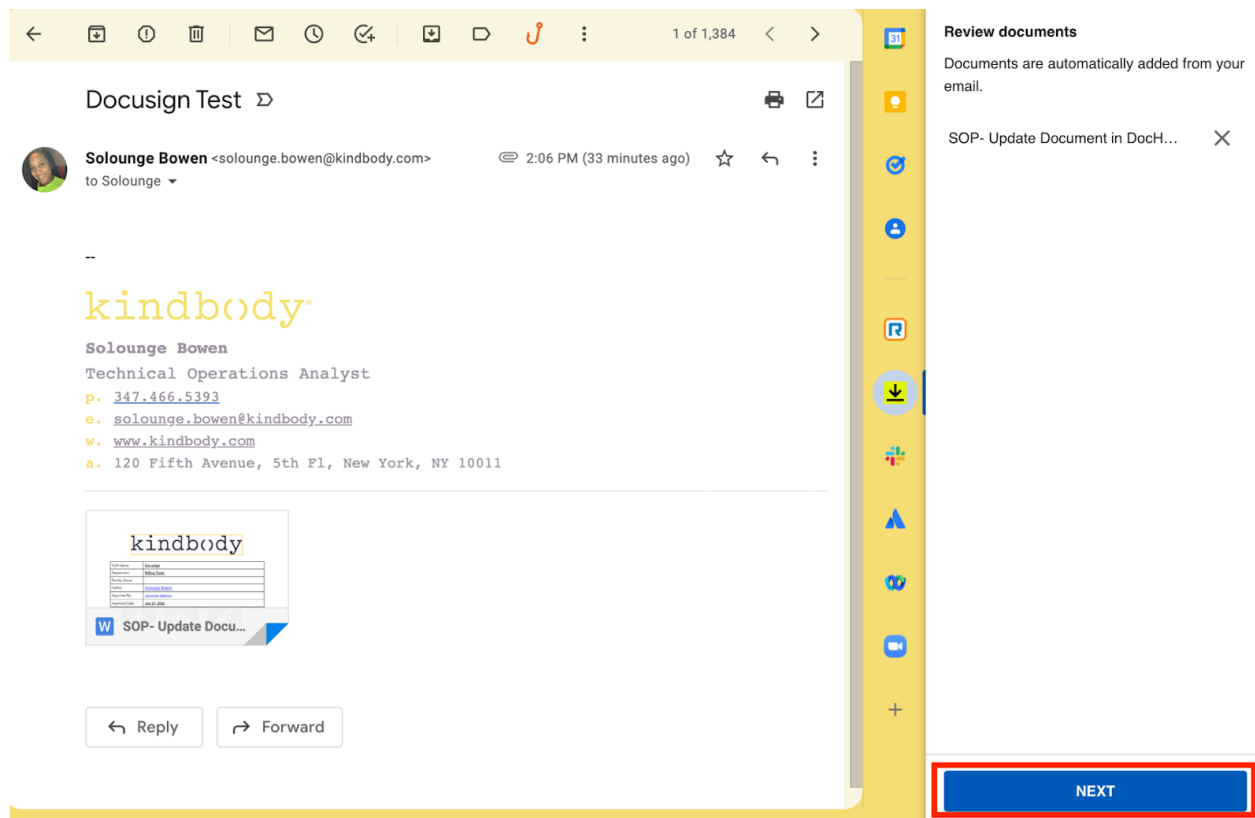 1 of 1,384
31
Docusign Test
Solounge Bowen <solounge.bowen@kindbody.com>
2:06 PM (33 minutes ago)
to Solounge
--
kindbody
Solounge Bowen
Technical Operations Analyst
p. 347.466.5393
e. solounge.bowen@kindbody.com
w. www.kindbody.com
a. 120 Fifth Avenue, 5th Fl, New York, NY 10011
kindbody
W SOP- Update Docu...
Reply
Forward
Review documents
Documents are automatically added from your
email.
SOP- Update Document in DocH...
NEXT